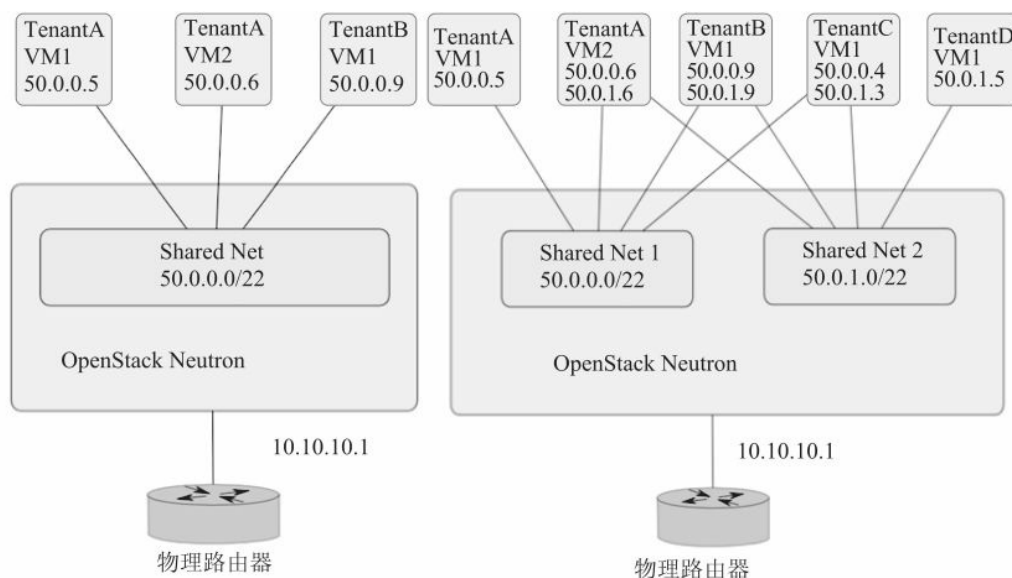 TenantA
VM1
50.0.0.5
TenantA
VM2
50.0.0.6
TenantB
VM1
50.0.0.9
Shared Net
50.0.0.0/22
OpenStack Neutron
10.10.10.1
物理路由器
TenantA
VM1
50.0.0.5
TenantA
VM2
50.0.0.6
50.0.1.6
TenantB
VM1
50.0.0.9
50.0.1.9
TenantC
VM1
50.0.0.4
50.0.1.3
TenantD
VM1
50.0.1.5
Shared Net 1
50.0.0.0/22
Shared Net 2
50.0.1.0/22
OpenStack Neutron
10.10.10.1
物理路由器